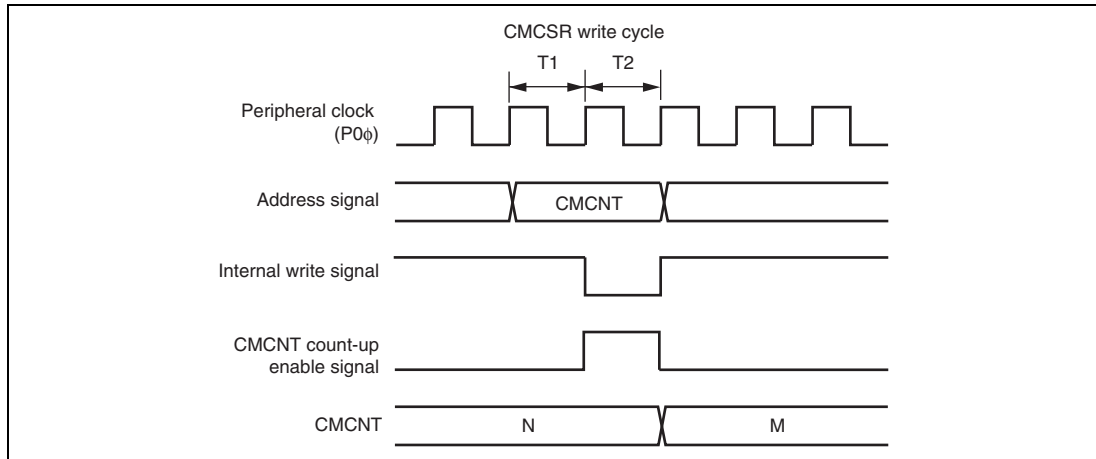 CMCSR write cycle
T1 T2
Peripheral clock
(P0ϕ)
Address signal CMCNT
Internal write signal
CMCNT count-up
enable signal
CMCNT N M